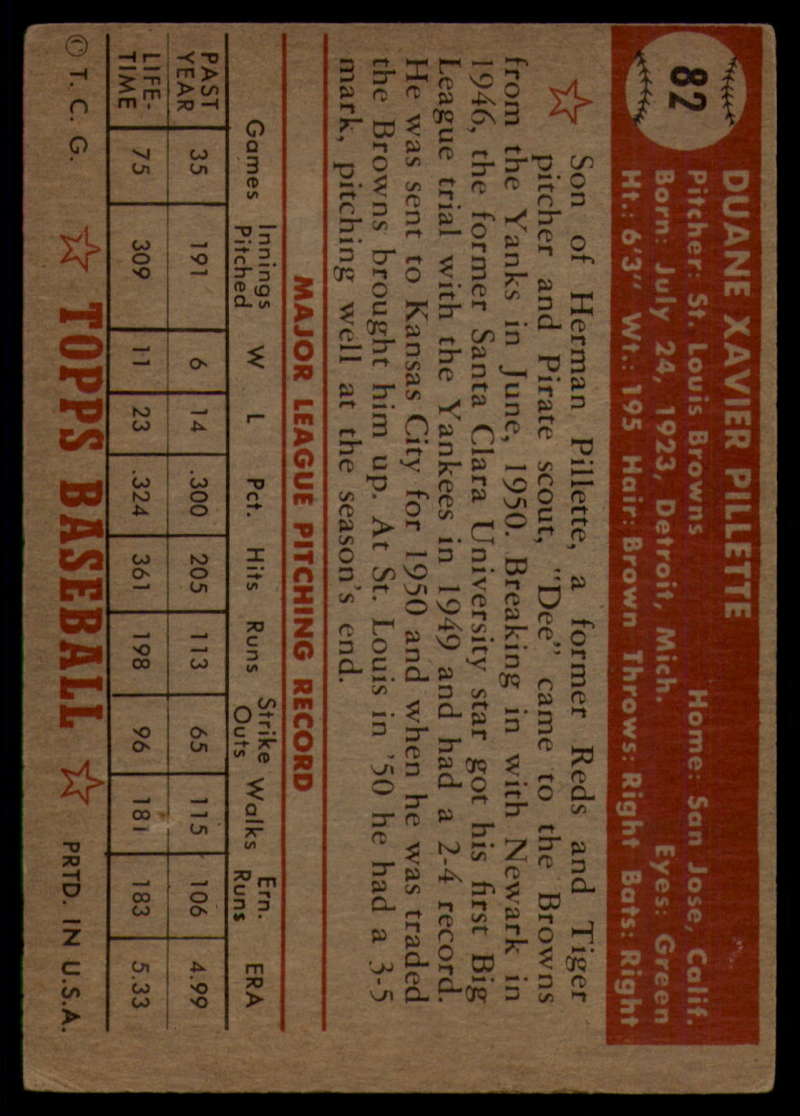 82
DUANE XAVIER PILLETTE
Pitcher: St. Louis Browns Home: San Jose, Calif.
Born: July 24, 1923, Detroit, Mich. Eyes: Green
Ht.: 6'3" Wt.: 195 Hair: Brown Throws: Right Bats: Right
Son of Herman Pillette, a former Reds and Tiger
pitcher and Pirate scout, "Dee" came to the Browns
from the Yanks in June, 1950. Breaking in with Newark in
1946, the former Santa Clara University star got his first Big
League trial with the Yankees in 1949 and had a 2-4 record.
He was sent to Kansas City for 1950 and when he was traded
the Browns brought him up. At St. Louis in '50 he had a 3-5
mark, pitching well at the season's end.
MAJOR LEAGUE PITCHING RECORD
Games Innings Pitched W L Pct. Hits Runs Strike Outs Walks Ern. Runs ERA
PAST YEAR 35 191 6 14 .300 205 113 65 115 106 4.99
LIFE-TIME 75 309 11 23 .324 361 198 96 181 183 5.33
© T. C. G. TOPPS BASEBALL PRTD. IN U.S.A.